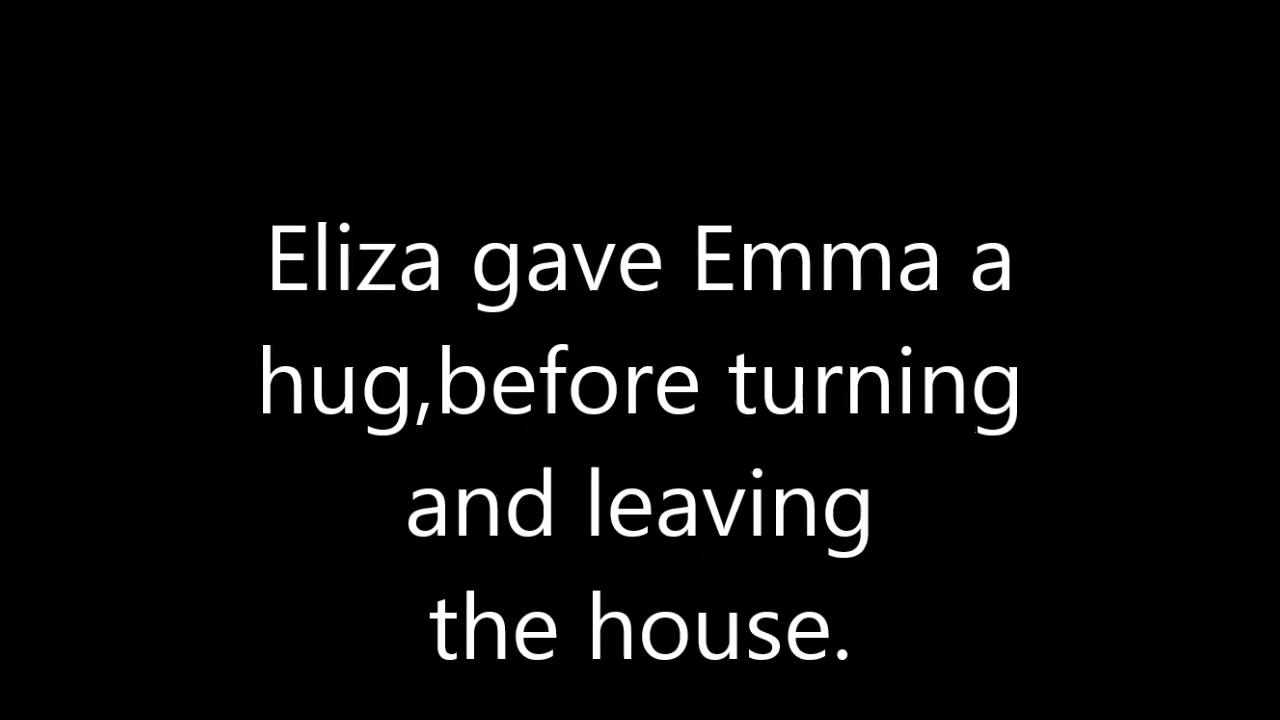 Eliza gave Emma a
hug,before turning
and leaving
the house.